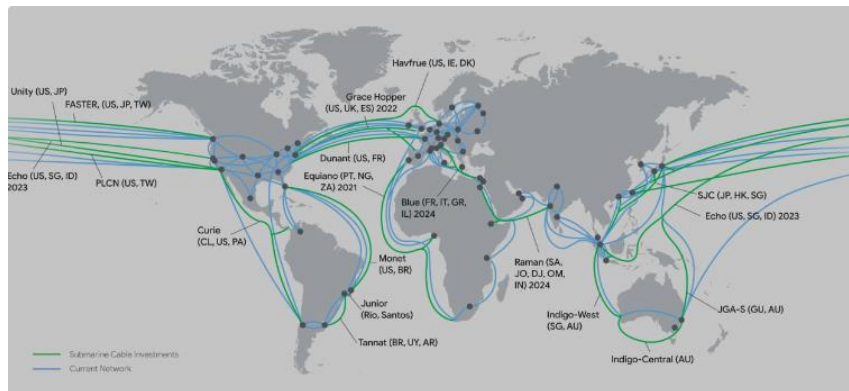 Havfrue (US, IE, DK)
Unity (US, JP)
FASTER, (US, JP, TW)
Grace Hopper
(US, UK, ES) 2022
Dunant (US, FR)
Echo (US, SG, ID)
2023
PLCN (US, TW)
Equiano (PT, NG,
ZA) 2021
Blue (FR, IT, GR,
IL) 2024
SJC (JP, HK, SG)
Echo (US, SG, ID) 2023
Curie
(CL, US, PA)
Monet
(US, BR)
Raman (SA,
JO, DJ, OM,
IN) 2024
Junior
(Rio, Santos)
Tannat (BR, UY, AR)
Indigo-West
(SG, AU)
JGA-S (GU, AU)
Indigo-Central (AU)
Submarine Cable Investments
Current Network